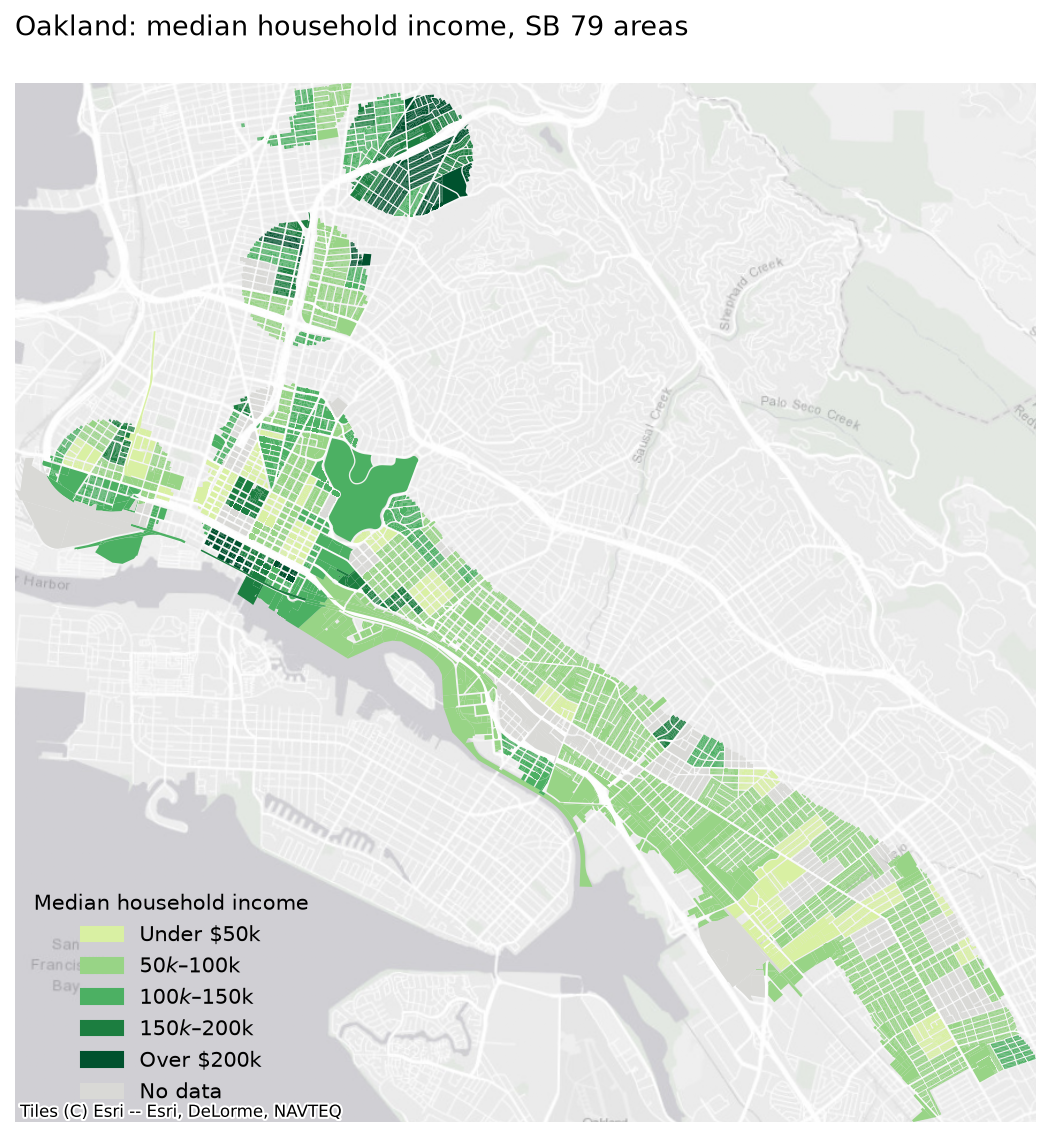 Oakland: median household income, SB 79 areas
Shephard Creek
Palo Seco Creek
Sausal Creek
Harbor
Median household income
Under $50k
50k–100k
100k–150k
150k–200k
Over $200k
No data
San
Francis
Bay
Tiles (C) Esri -- Esri, DeLorme, NAVTEQ